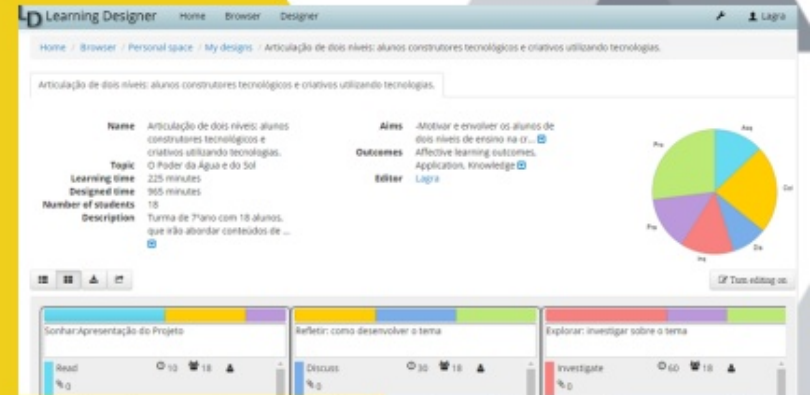 LD Learning Designer Home Browser Designer Lagra
Home / Browser / Personal space / My designs / Articulação de dois níveis: alunos construtores tecnológicos e criativos utilizando tecnologias.
Articulação de dois níveis: alunos construtores tecnológicos e criativos utilizando tecnologias.
Name Articulação de dois níveis: alunos
construtores tecnológicos e
criativos utilizando tecnologias.
Topic O Poder da Água e do Sol
Learning time 225 minutes
Designed time 965 minutes
Number of students 18
Description Turma de 7ºano com 18 alunos,
que irão abordar conteúdos de ...
Aims -Motivar e envolver os alunos de
dois níveis de ensino na cr...
Outcomes Affective learning outcomes,
Application, Knowledge
Editor Lagra
Acq
Col
Dis
Inq
Pra
Pro
Turn editing on
Sonhar:Apresentação do Projeto
Refletir: como desenvolver o tema
Explorar: investigar sobre o tema
Read 10 18
0
Discuss 30 18
0
Investigate 60 18
0